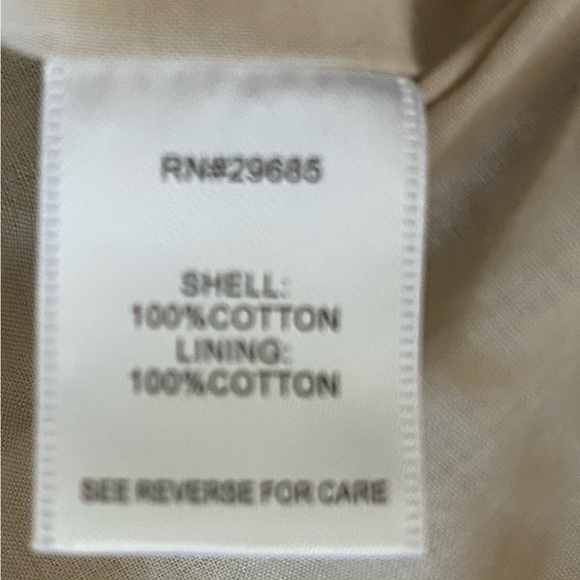 RN#29685
SHELL:
100%COTTON
LINING:
100%COTTON
SEE REVERSE FOR CARE